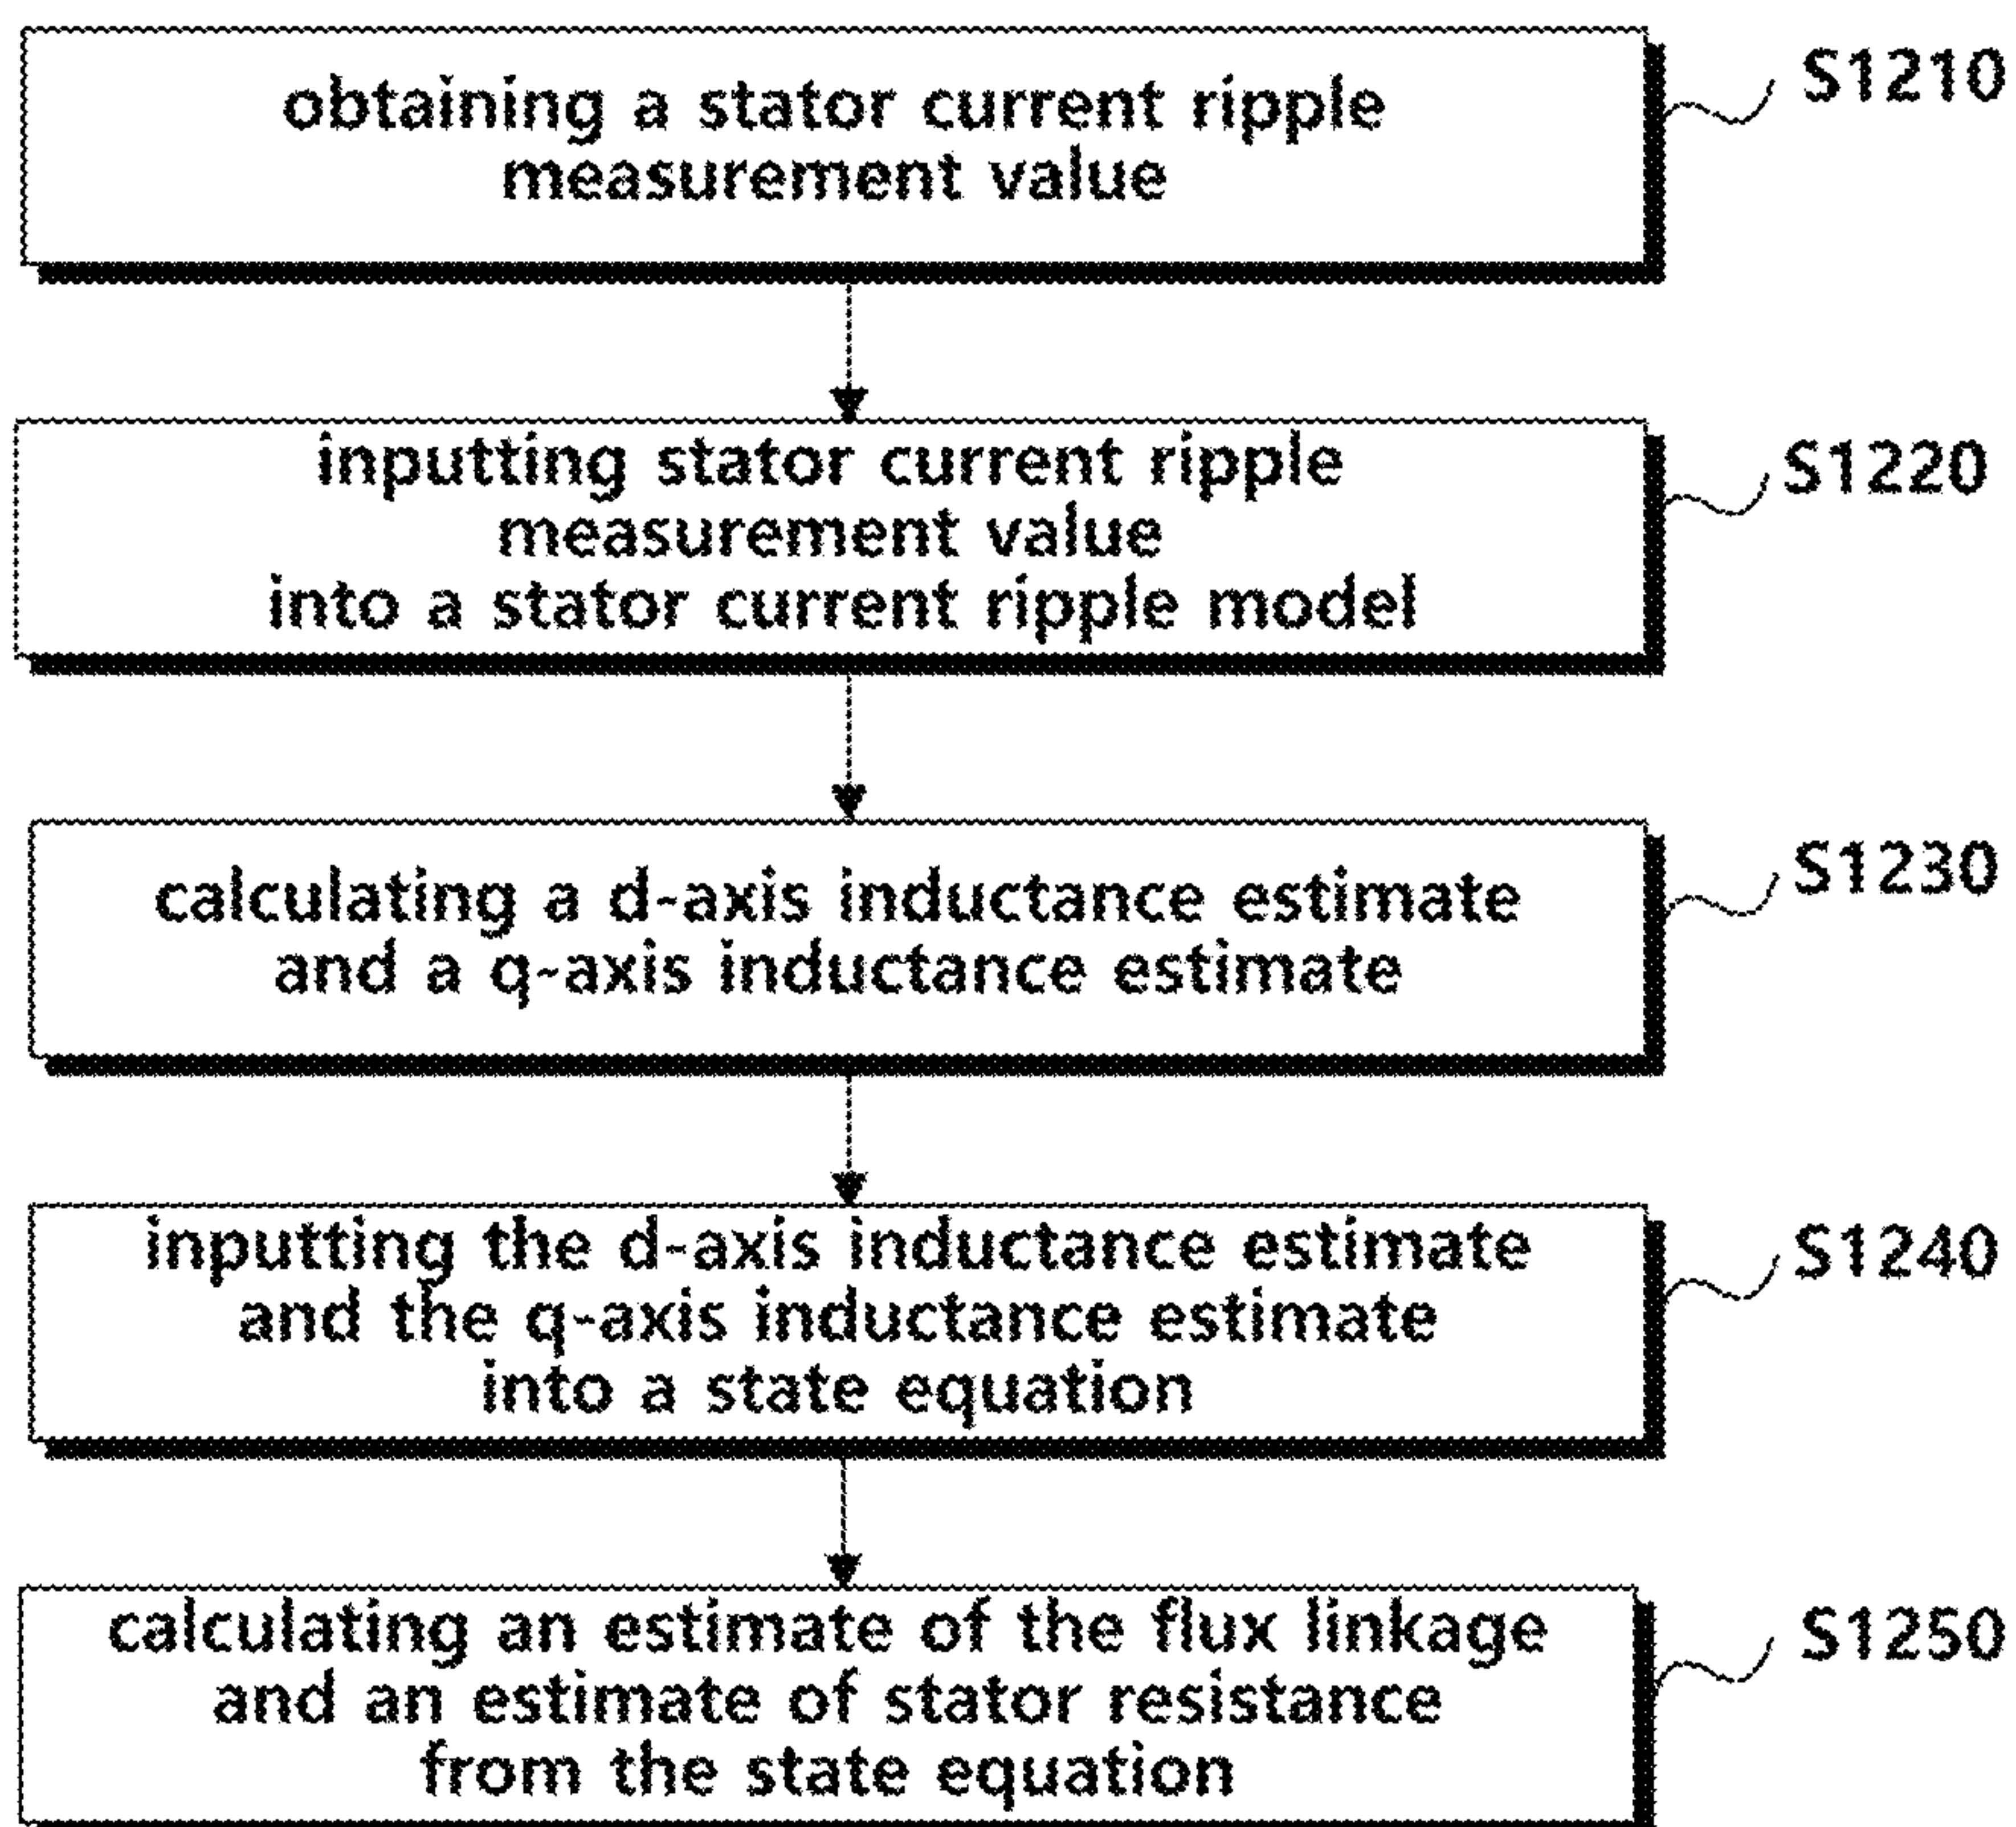 obtaining a stator current ripple
measurement value
S1210
inputting stator current ripple
measurement value
into a stator current ripple model
S1220
calculating a d-axis inductance estimate
and a q-axis inductance estimate
S1230
inputting the d-axis inductance estimate
and the q-axis inductance estimate
into a state equation
S1240
calculating an estimate of the flux linkage
and an estimate of stator resistance
from the state equation
S1250